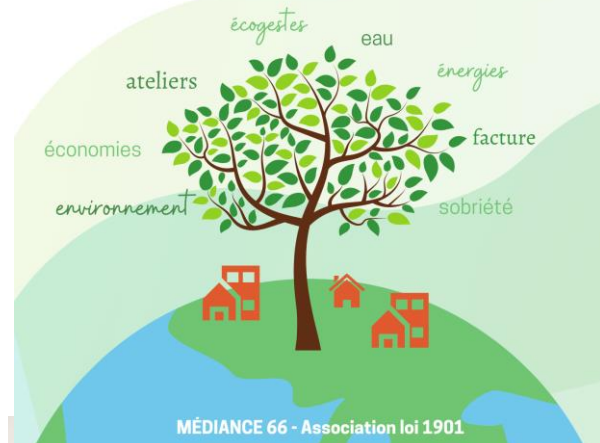 écogestes
eau
énergies
ateliers
facture
économies
environnement
sobriété
MÉDIANCE 66 - Association loi 1901